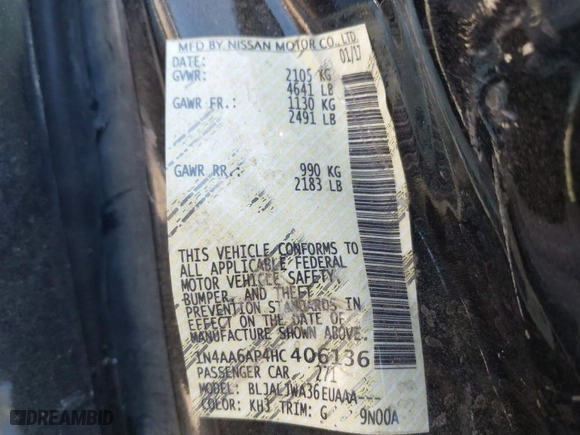 MFD BY NISSAN MOTOR CO., LTD.
DATE: 01/17
GVWR: 2105 KG
4641 LB
GAWR FR.: 1130 KG
2491 LB
GAWR RR.: 990 KG
2183 LB
THIS VEHICLE CONFORMS TO
ALL APPLICABLE FEDERAL
MOTOR VEHICLE SAFETY,
BUMPER, AND THEFT
PREVENTION STANDARDS IN
EFFECT ON THE DATE OF
MANUFACTURE SHOWN ABOVE.
1N4AA6AP4HC 406136
PASSENGER CAR 271
MODEL: BLJALJWA36EUAAA---
COLOR: KH3 TRIM: G 9N00A
DREAMBID